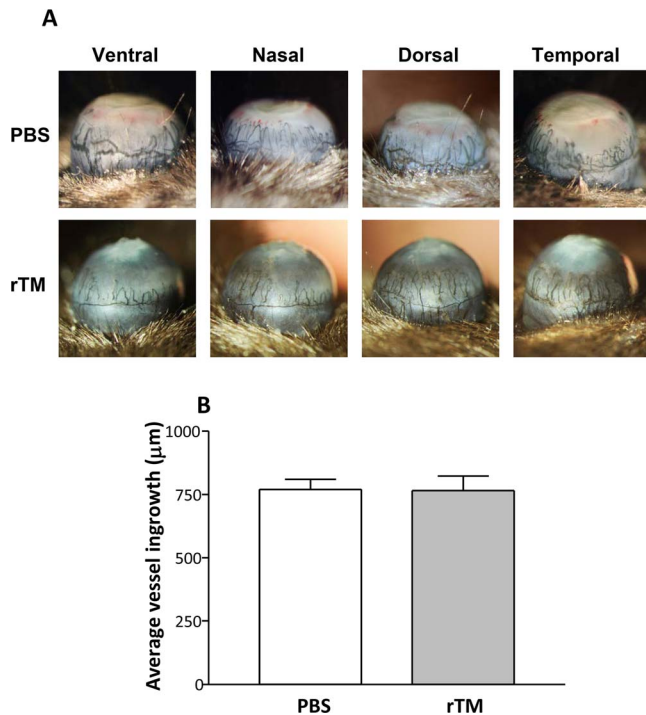 A
Ventral Nasal Dorsal Temporal
PBS
rTM
B
Average vessel ingrowth (μm)
1000
750
500
250
0
PBS rTM